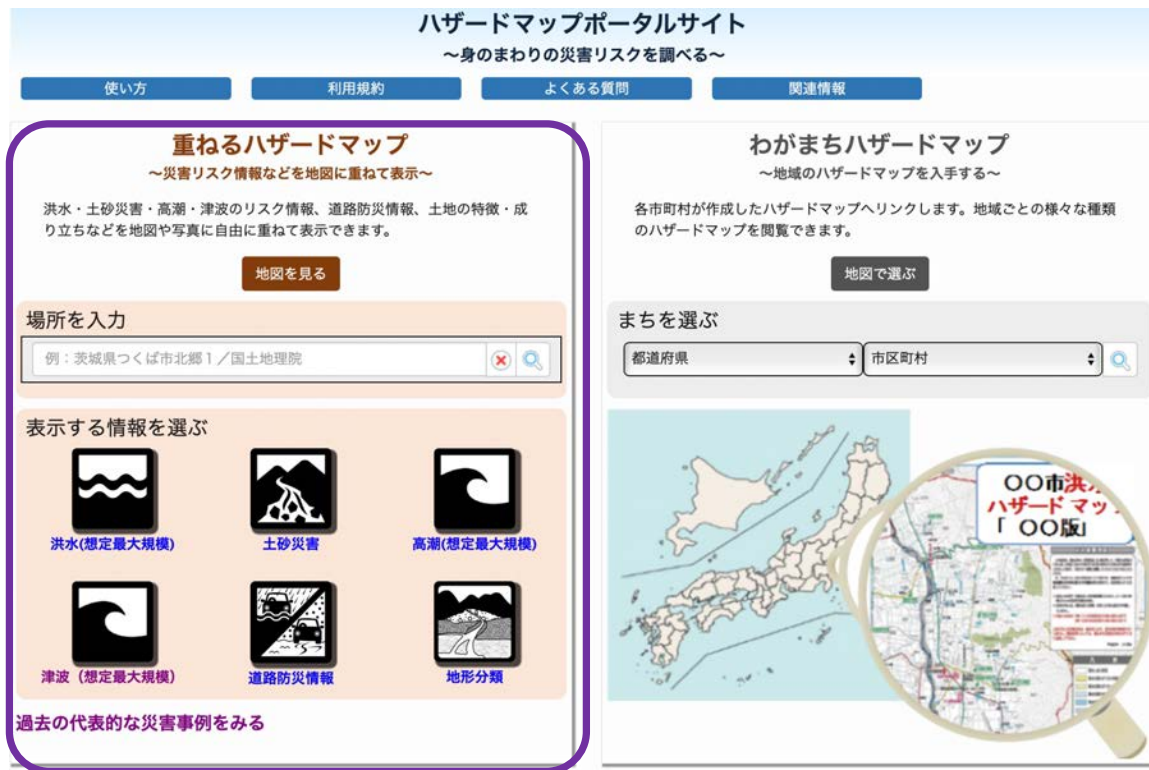 ハザードマップポータルサイト
～身のまわりの災害リスクを調べる～
使い方
利用規約
よくある質問
関連情報
重ねるハザードマップ
～災害リスク情報などを地図に重ねて表示～
洪水・土砂災害・高潮・津波のリスク情報、道路防災情報、土地の特徴・成
り立ちなどを地図や写真に自由に重ねて表示できます。
地図を見る
場所を入力
例：茨城県つくば市北郷１／国土地理院
表示する情報を選ぶ
洪水(想定最大規模)
土砂災害
高潮(想定最大規模)
津波（想定最大規模）
道路防災情報
地形分類
過去の代表的な災害事例をみる
わがまちハザードマップ
～地域のハザードマップを入手する～
各市町村が作成したハザードマップへリンクします。地域ごとの様々な種類
のハザードマップを閲覧できます。
地図で選ぶ
まちを選ぶ
都道府県
市区町村
〇〇市洪
ハザードマッ
「 〇〇版」